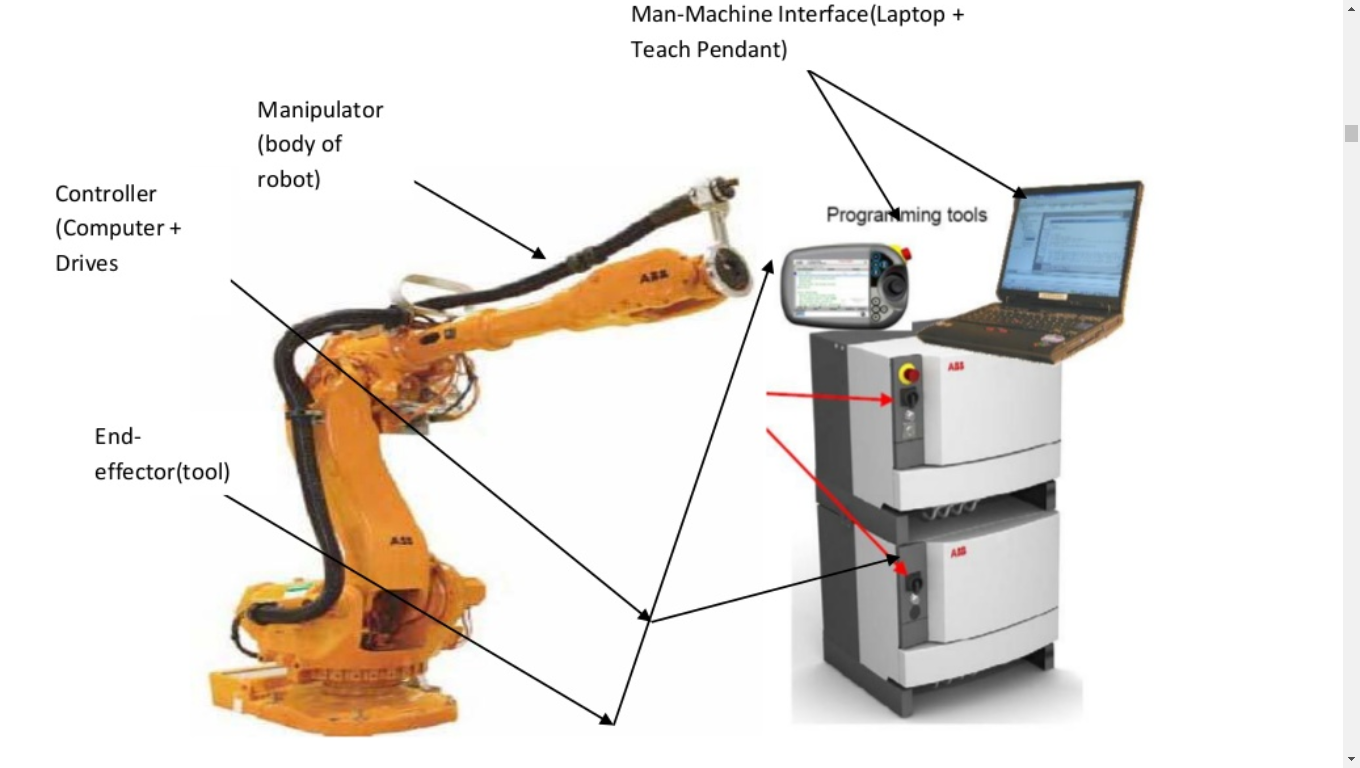 Man-Machine Interface(Laptop +
Teach Pendant)
Manipulator
(body of
robot)
Controller
(Computer +
Drives
Programming tools
End-
effector(tool)
ABB
ABB
ABB
ABB